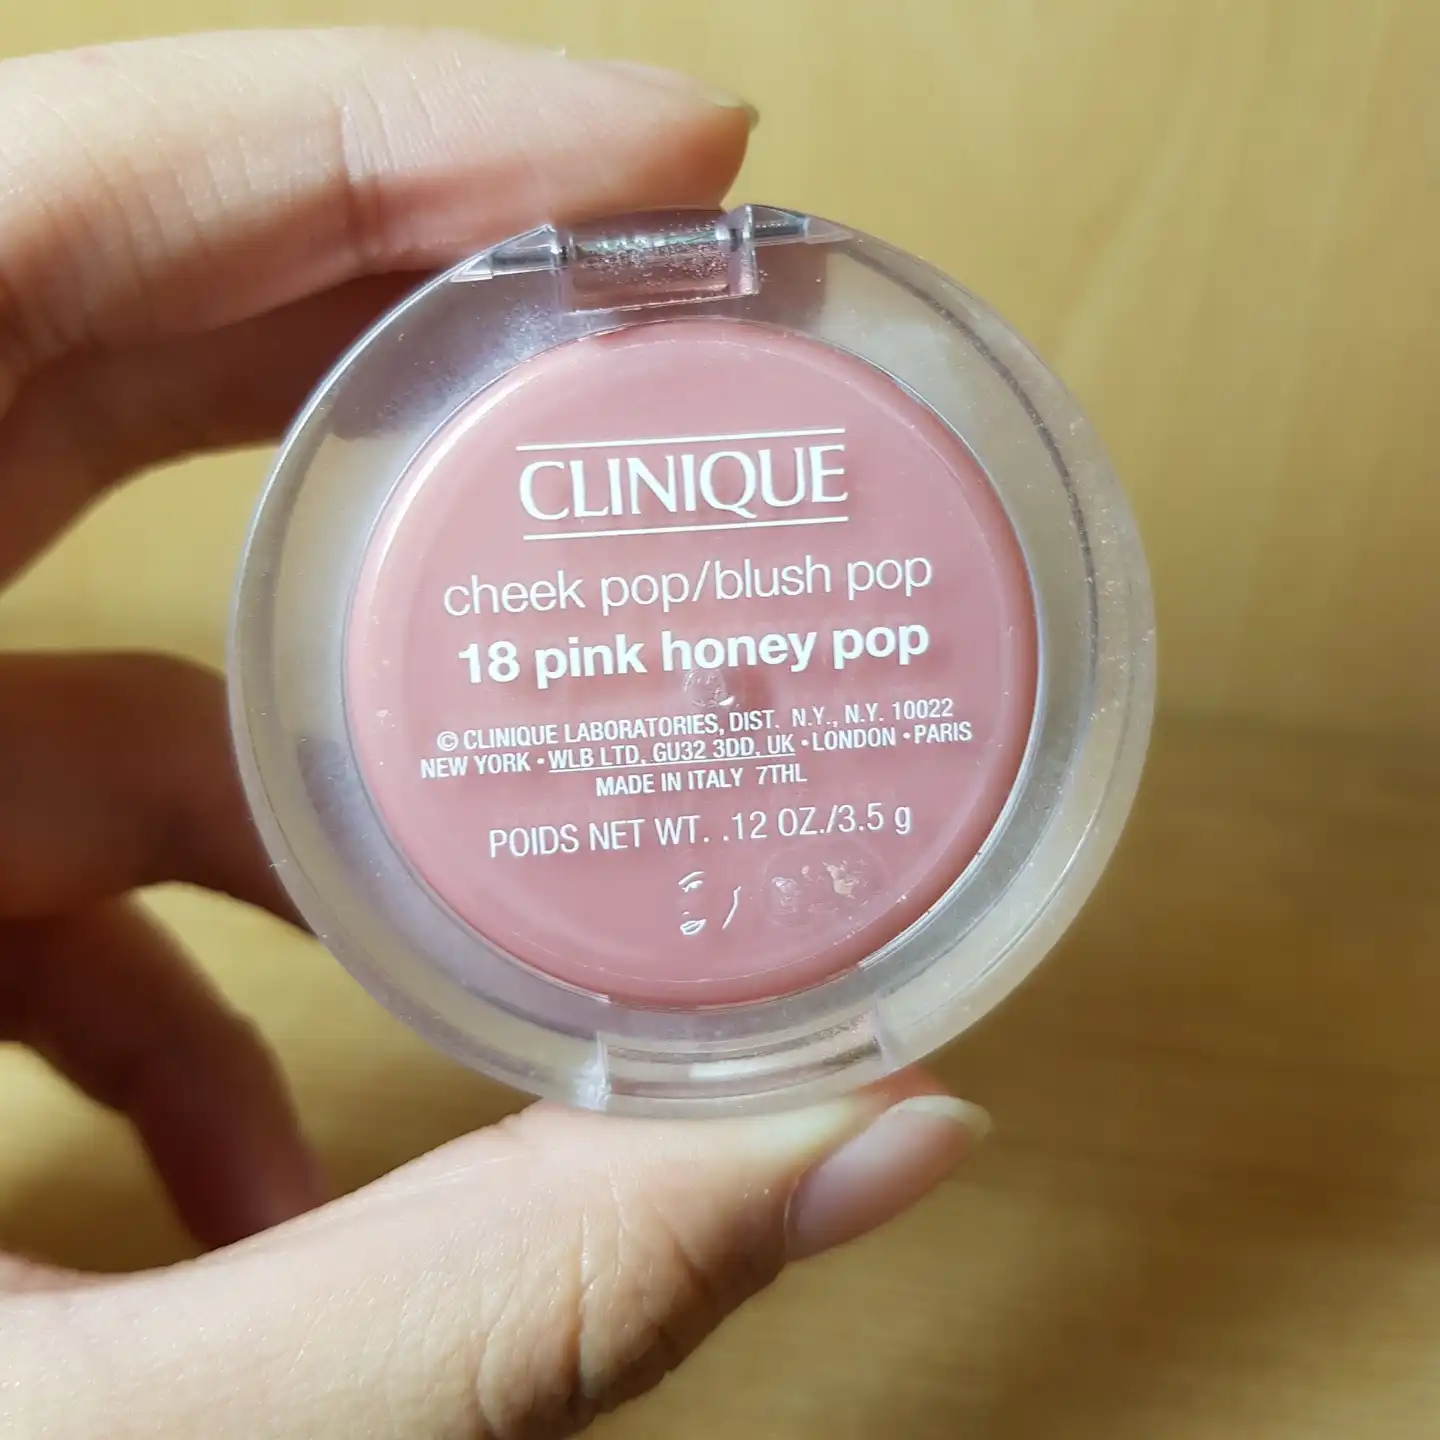 CLINIQUE
cheek pop/blush pop
18 pink honey pop
© CLINIQUE LABORATORIES, DIST. N.Y., N.Y. 10022
NEW YORK • WLB LTD, GU32 3DD, UK • LONDON • PARIS
MADE IN ITALY 7THL
POIDS NET WT. .12 OZ./3.5 g